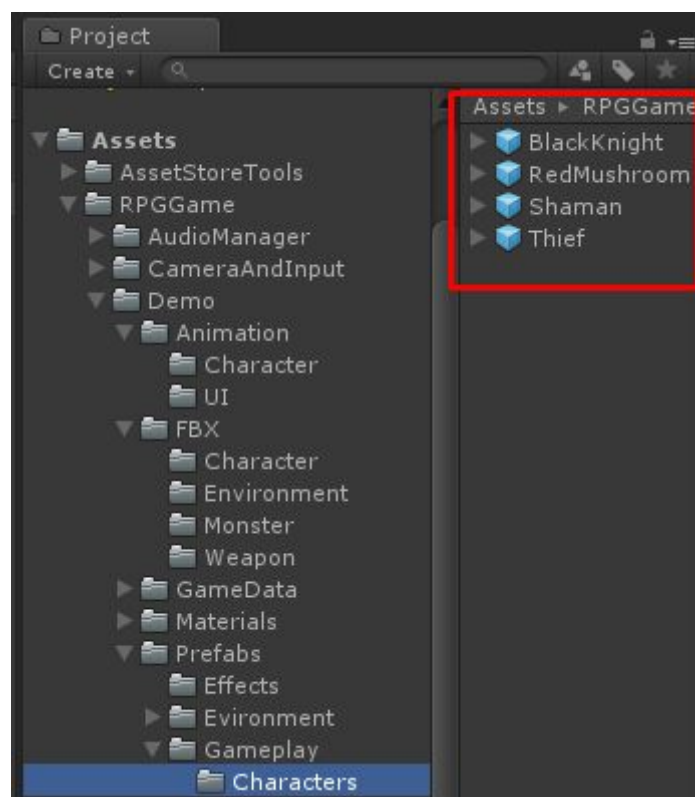 Project
Create
Assets
AssetStoreTools
RPGGame
AudioManager
CameraAndInput
Demo
Animation
Character
UI
FBX
Character
Environment
Monster
Weapon
GameData
Materials
Prefabs
Effects
Evironment
Gameplay
Characters
Assets ▸ RPGGame
BlackKnight
RedMushroom
Shaman
Thief